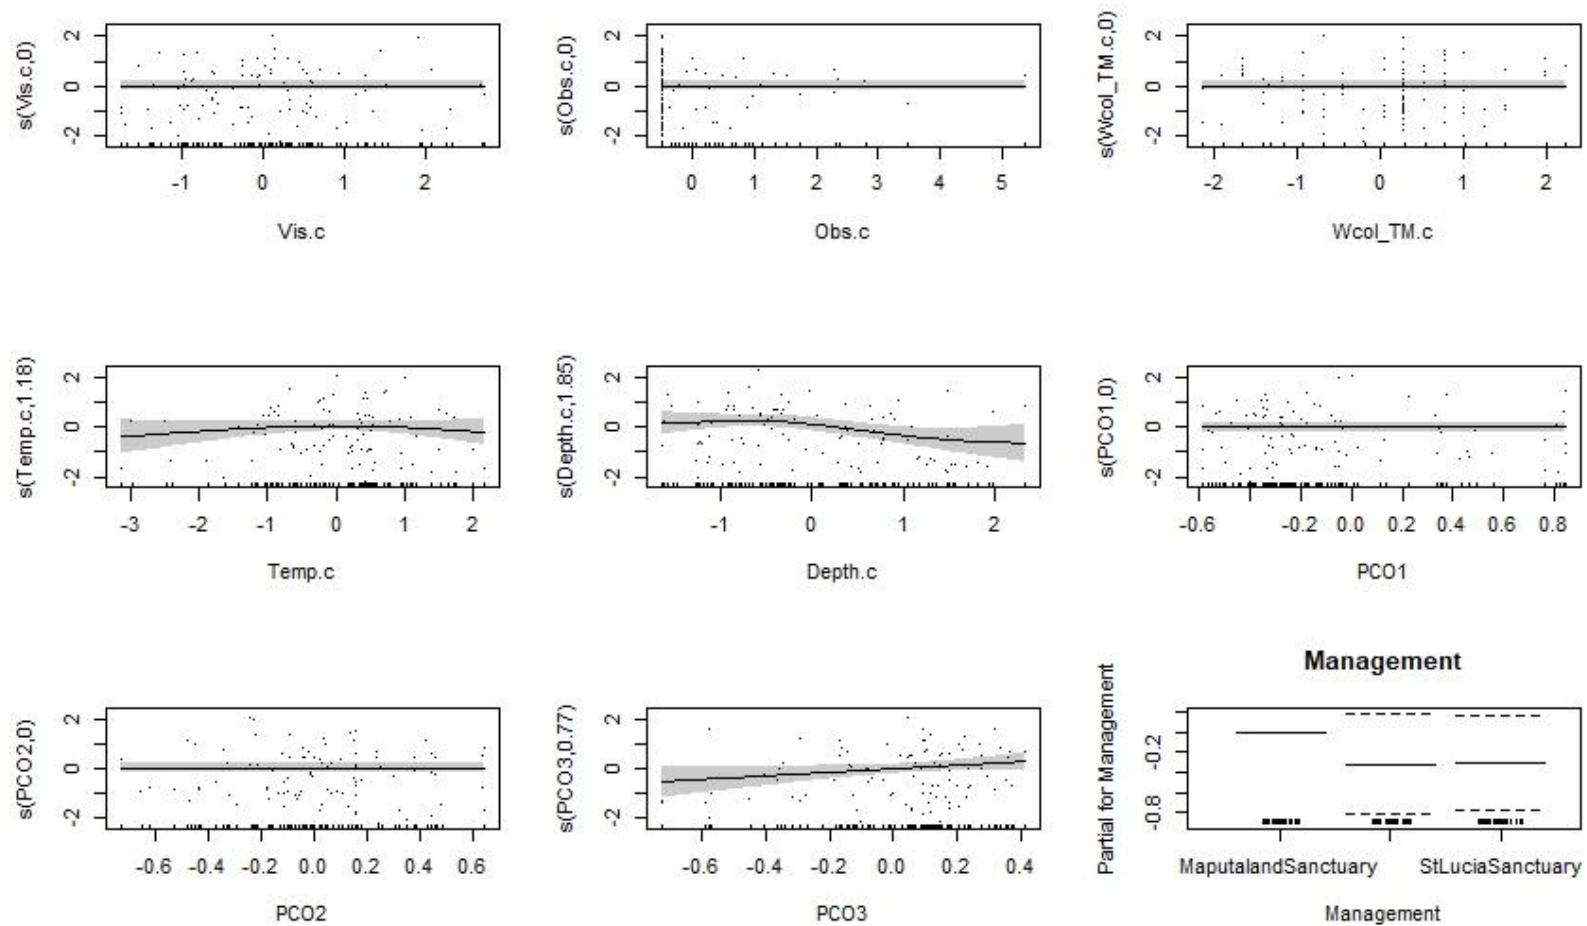 s(Vis.c,0)
2
0
-2
-1 0 1 2
Vis.c
s(Obs.c,0)
2
0
-2
0 1 2 3 4 5
Obs.c
s(Wcol_TM.c,0)
2
0
-2
-2 -1 0 1 2
Wcol_TM.c
s(Temp.c,1.18)
2
0
-2
-3 -2 -1 0 1 2
Temp.c
s(Depth.c,1.85)
2
0
-2
-1 0 1 2
Depth.c
s(PCO1,0)
2
0
-2
-0.6 -0.2 0.0 0.2 0.4 0.6 0.8
PCO1
s(PCO2,0)
2
0
-2
-0.6 -0.4 -0.2 0.0 0.2 0.4 0.6
PCO2
s(PCO3,0.77)
2
0
-2
-0.6 -0.4 -0.2 0.0 0.2 0.4
PCO3
Management
Partial for Management
-0.2
-0.8
MaputalandSanctuary StLuciaSanctuary
Management